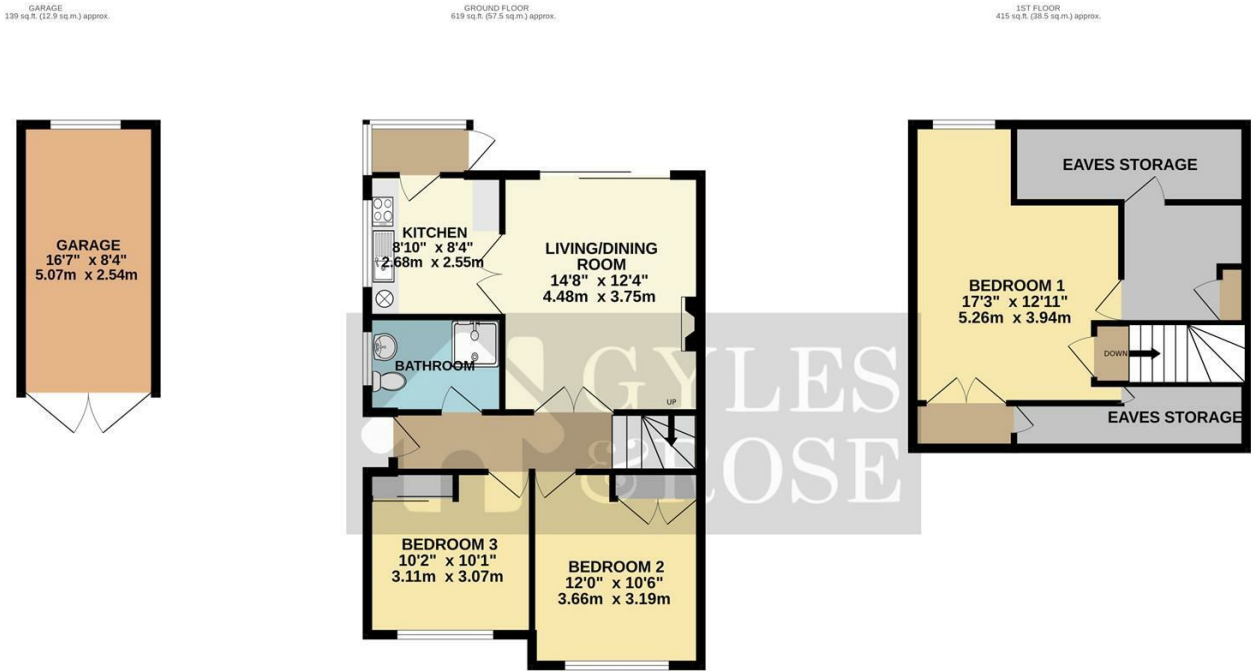 GARAGE
139 sq.ft. (12.9 sq.m.) approx.
GROUND FLOOR
619 sq.ft. (57.5 sq.m.) approx.
1ST FLOOR
415 sq.ft. (38.5 sq.m.) approx.
GARAGE
16'7" x 8'4"
5.07m x 2.54m
KITCHEN
8'10" x 8'4"
2.68m x 2.55m
LIVING/DINING
ROOM
14'8" x 12'4"
4.48m x 3.75m
BATHROOM
UP
BEDROOM 3
10'2" x 10'1"
3.11m x 3.07m
BEDROOM 2
12'0" x 10'6"
3.66m x 3.19m
EAVES STORAGE
BEDROOM 1
17'3" x 12'11"
5.26m x 3.94m
DOWN
EAVES STORAGE
GYLES
& ROSE